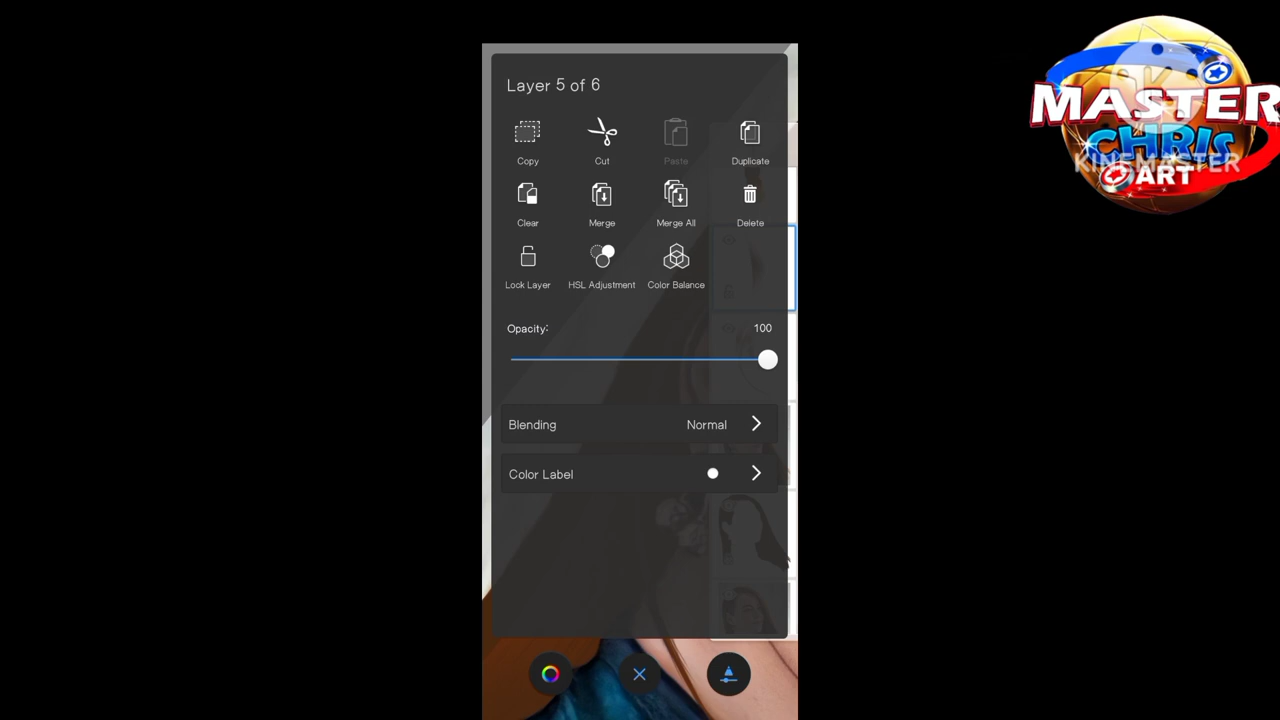 Layer 5 of 6
Copy Cut Paste Duplicate
Clear Merge Merge All Delete
Lock Layer HSL Adjustment Color Balance
Opacity: 100
Blending Normal
Color Label
MASTER
CHRIS
KINEMASTER
ART